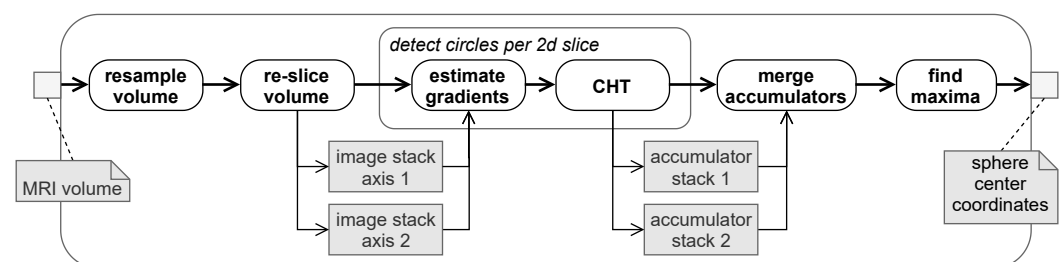 detect circles per 2d slice
resample
volume
re-slice
volume
estimate
gradients
CHT
merge
accumulators
find
maxima
MRI volume
image stack
axis 1
image stack
axis 2
accumulator
stack 1
accumulator
stack 2
sphere
center
coordinates